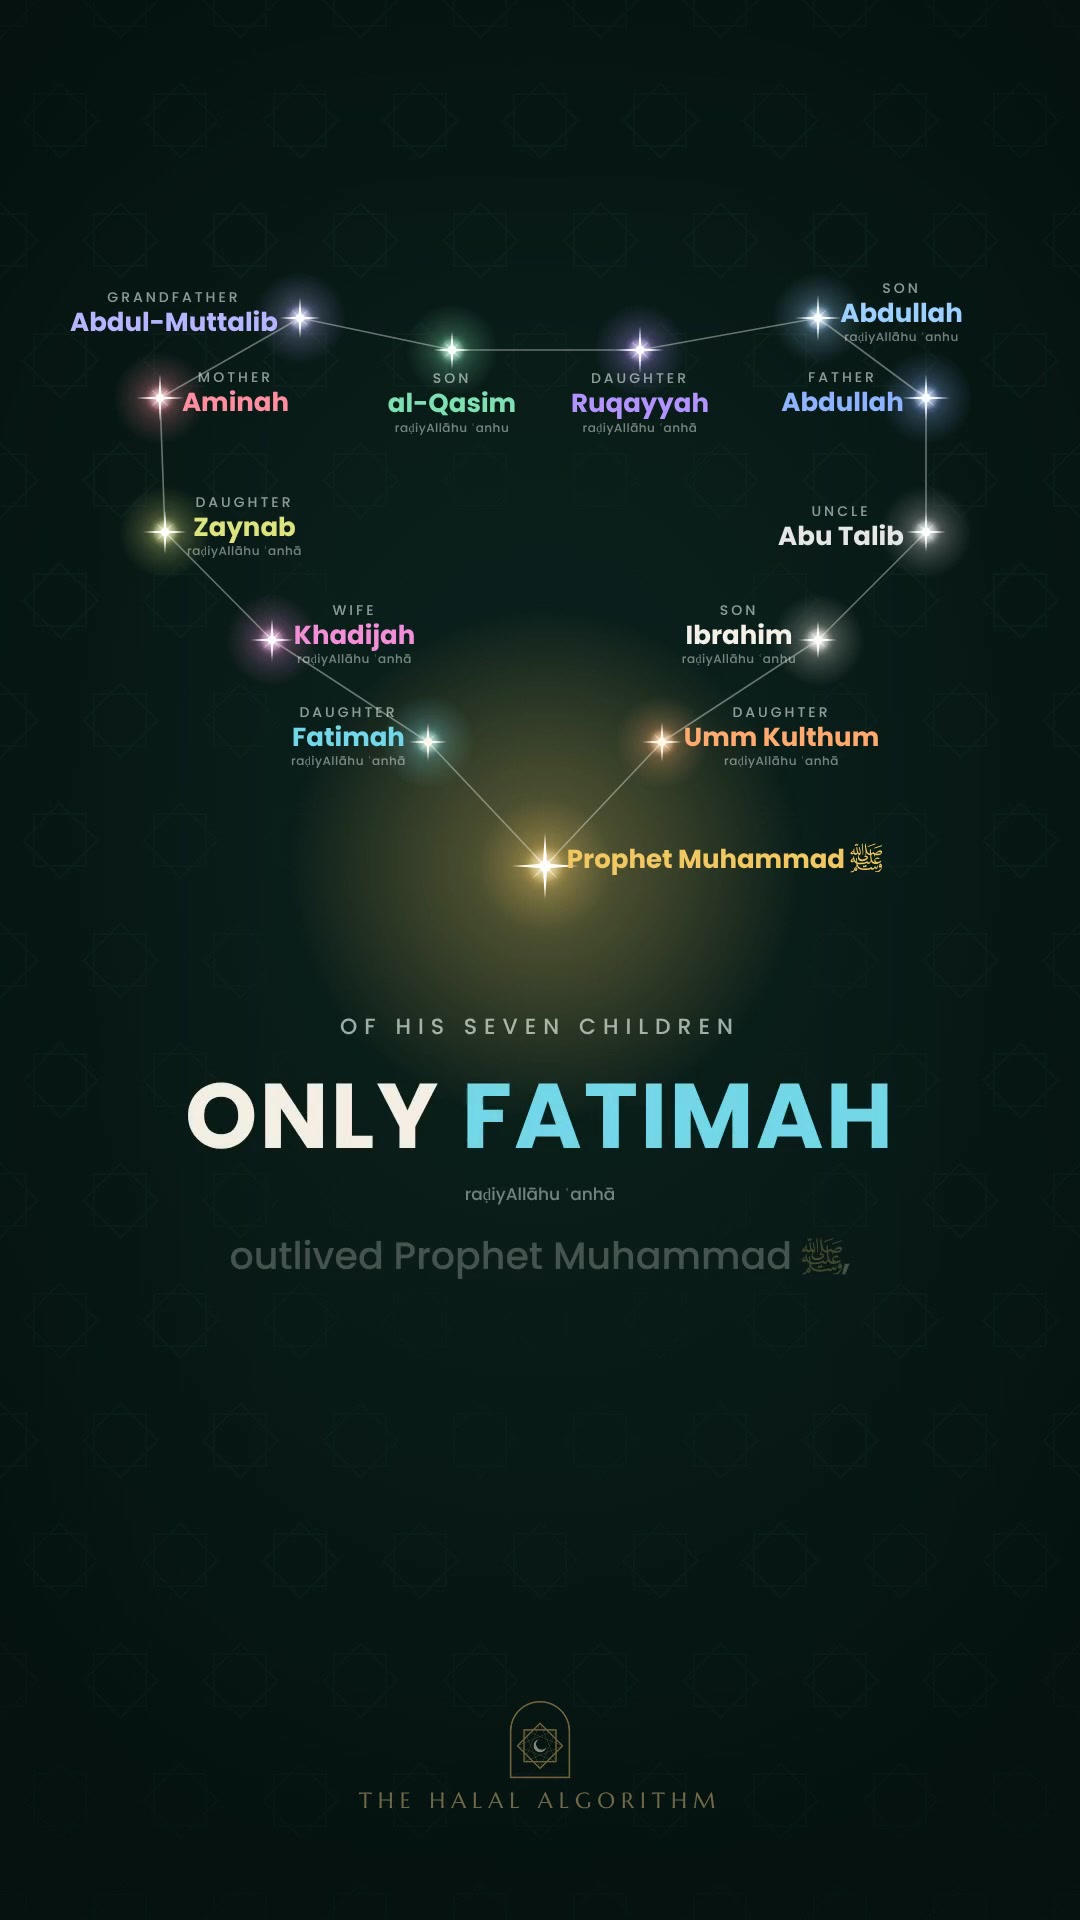 GRANDFATHER
Abdul-Muttalib
SON
Abdullah
raḍiyAllāhu ʿanhu
MOTHER
Aminah
SON
al-Qasim
raḍiyAllāhu ʿanhu
DAUGHTER
Ruqayyah
raḍiyAllāhu ʿanhā
FATHER
Abdullah
DAUGHTER
Zaynab
raḍiyAllāhu ʿanhā
UNCLE
Abu Talib
WIFE
Khadijah
raḍiyAllāhu ʿanhā
SON
Ibrahim
raḍiyAllāhu ʿanhu
DAUGHTER
Fatimah
raḍiyAllāhu ʿanhā
DAUGHTER
Umm Kulthum
raḍiyAllāhu ʿanhā
Prophet Muhammad ﷺ
OF HIS SEVEN CHILDREN
ONLY FATIMAH
raḍiyAllāhu ʿanhā
outlived Prophet Muhammad ﷺ,
THE HALAL ALGORITHM